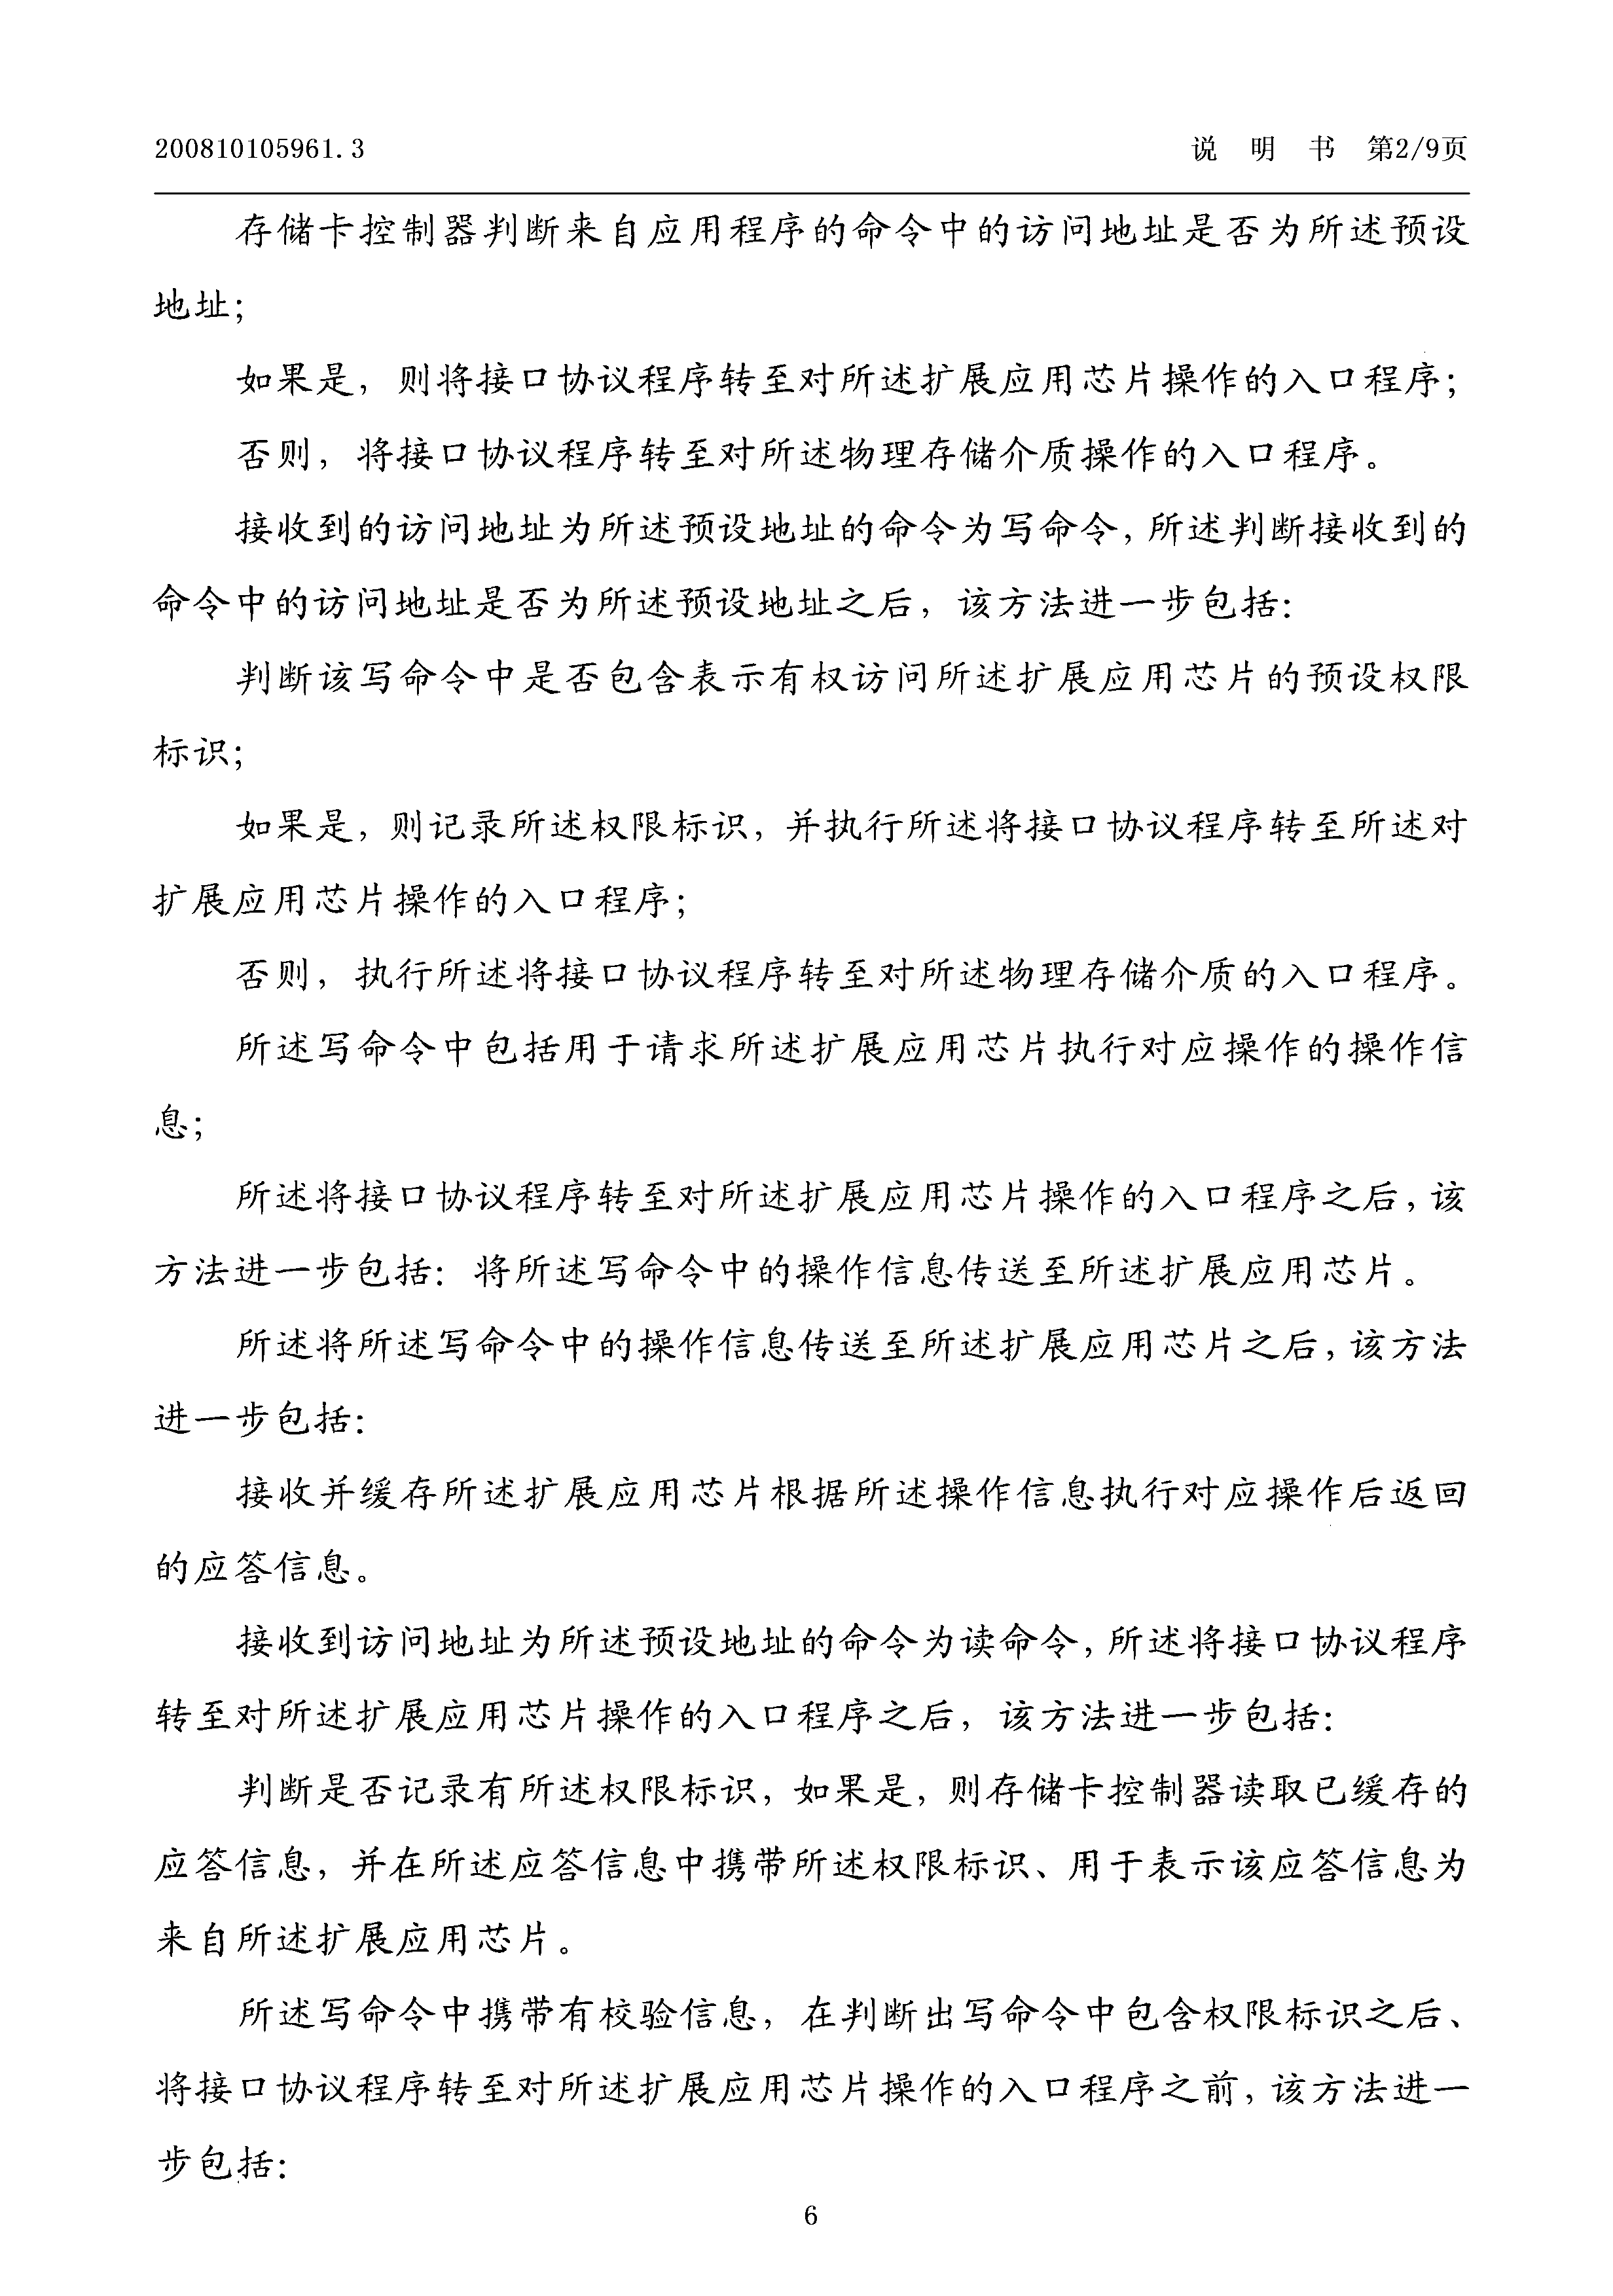 200810105961.3 说 明 书 第2/9页
存储卡控制器判断来自应用程序的命令中的访问地址是否为所述预设
地址；
如果是，则将接口协议程序转至对所述扩展应用芯片操作的入口程序；
否则，将接口协议程序转至对所述物理存储介质操作的入口程序。
接收到的访问地址为所述预设地址的命令为写命令，所述判断接收到的
命令中的访问地址是否为所述预设地址之后，该方法进一步包括：
判断该写命令中是否包含表示有权访问所述扩展应用芯片的预设权限
标识；
如果是，则记录所述权限标识，并执行所述将接口协议程序转至所述对
扩展应用芯片操作的入口程序；
否则，执行所述将接口协议程序转至对所述物理存储介质的入口程序。
所述写命令中包括用于请求所述扩展应用芯片执行对应操作的操作信
息；
所述将接口协议程序转至对所述扩展应用芯片操作的入口程序之后，该
方法进一步包括：将所述写命令中的操作信息传送至所述扩展应用芯片。
所述将所述写命令中的操作信息传送至所述扩展应用芯片之后，该方法
进一步包括：
接收并缓存所述扩展应用芯片根据所述操作信息执行对应操作后返回
的应答信息。
接收到访问地址为所述预设地址的命令为读命令，所述将接口协议程序
转至对所述扩展应用芯片操作的入口程序之后，该方法进一步包括：
判断是否记录有所述权限标识，如果是，则存储卡控制器读取已缓存的
应答信息，并在所述应答信息中携带所述权限标识、用于表示该应答信息为
来自所述扩展应用芯片。
所述写命令中携带有校验信息，在判断出写命令中包含权限标识之后、
将接口协议程序转至对所述扩展应用芯片操作的入口程序之前，该方法进一
步包括：
6